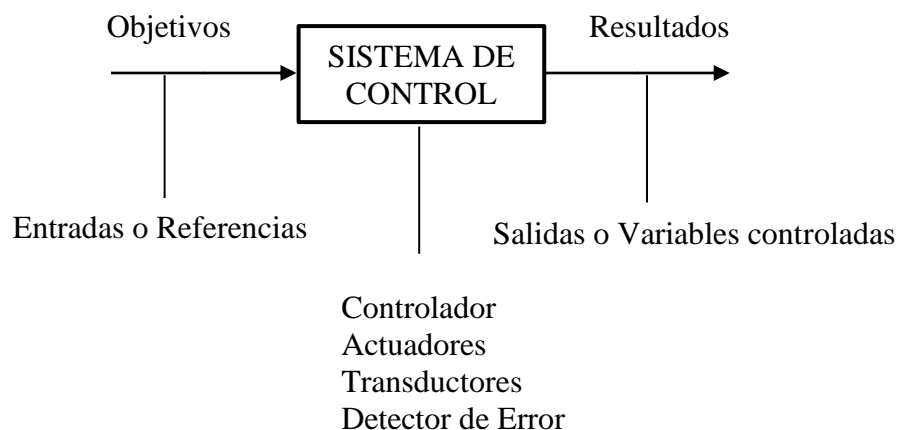 Objetivos
SISTEMA DE
CONTROL
Resultados
Entradas o Referencias
Salidas o Variables controladas
Controlador
Actuadores
Transductores
Detector de Error